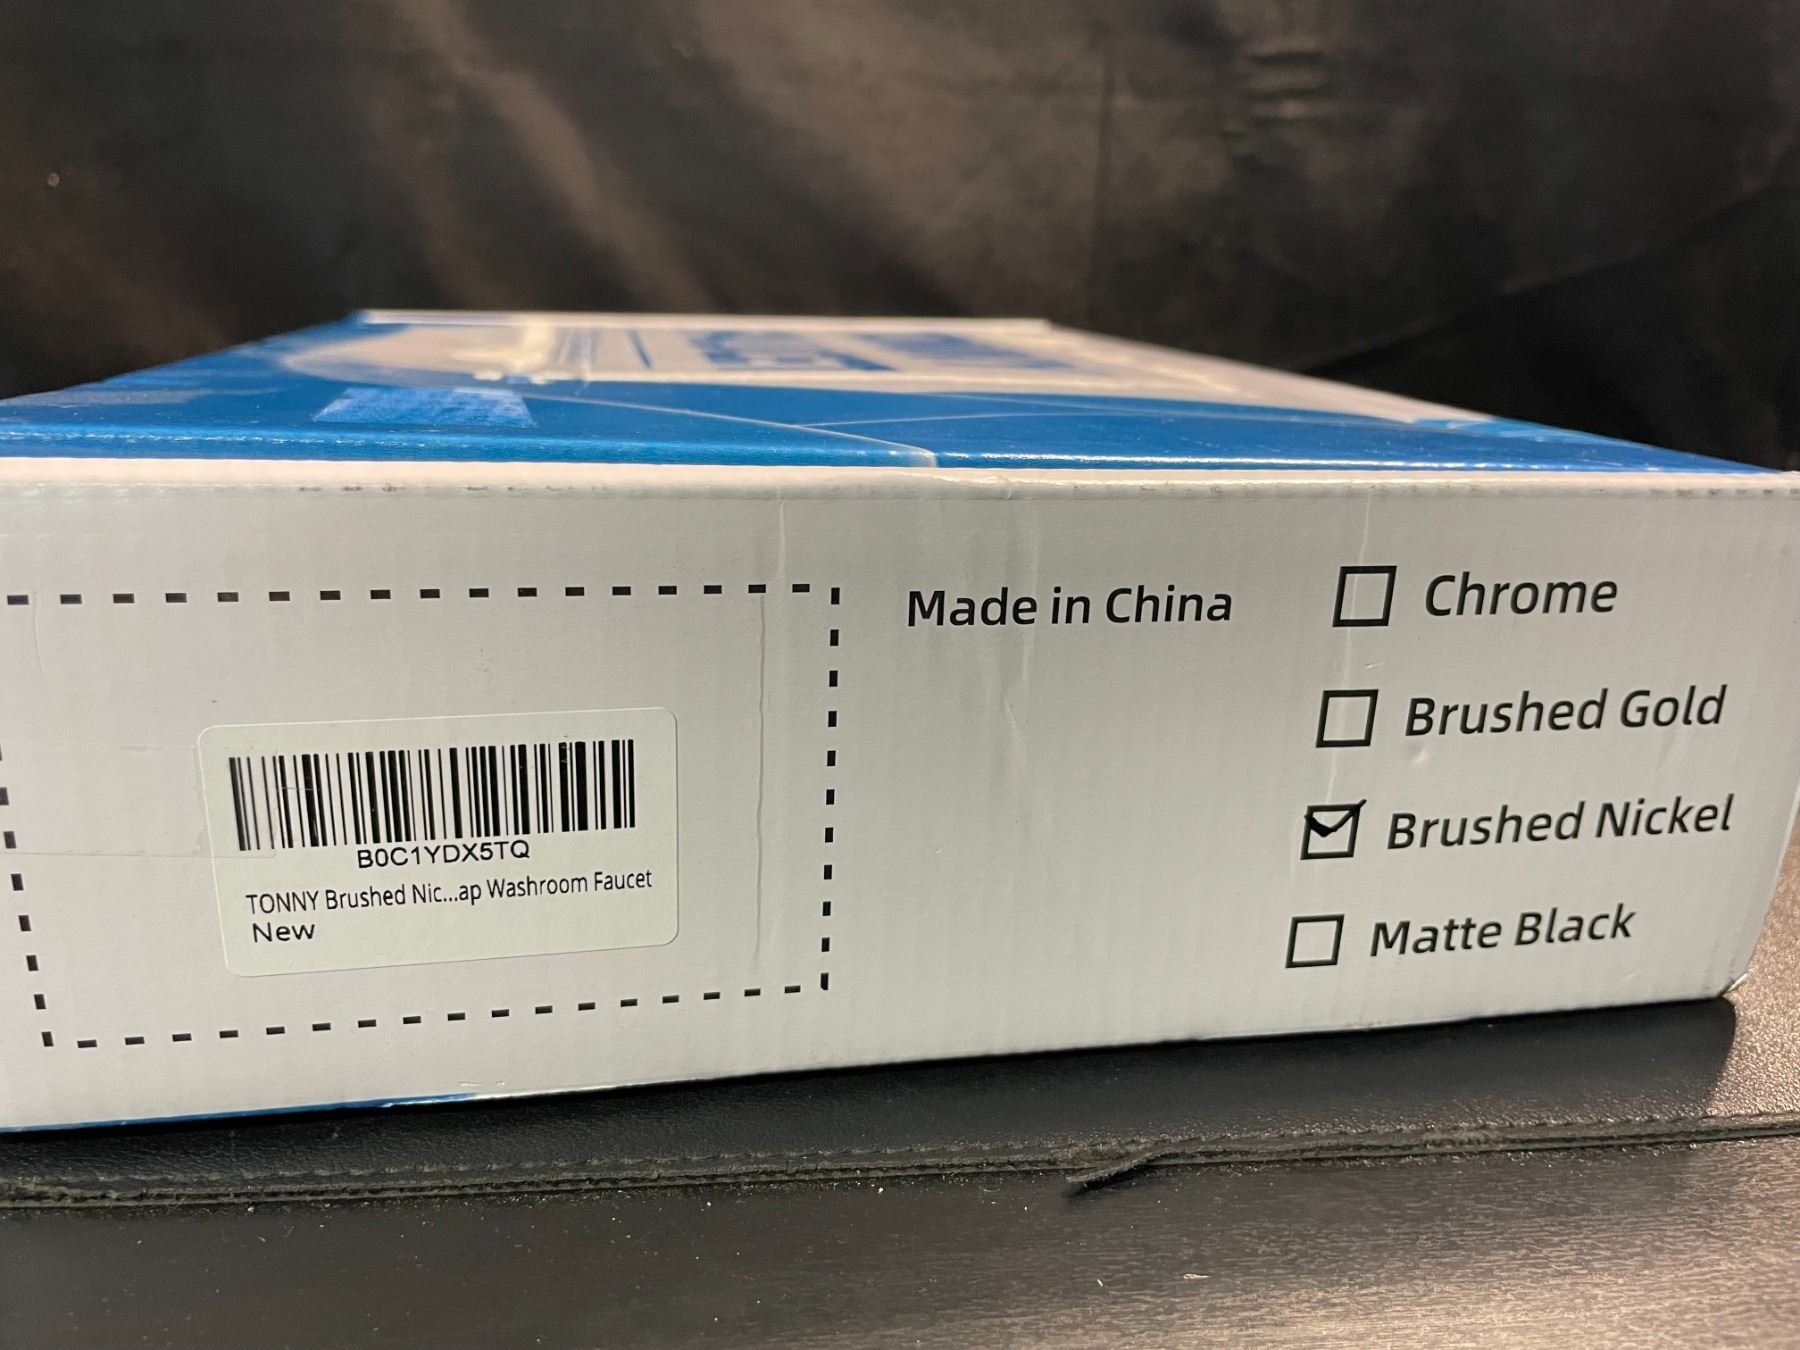 B0C1YDX5TQ
TONNY Brushed Nic...ap Washroom Faucet
New
Made in China
Chrome
Brushed Gold
Brushed Nickel
Matte Black